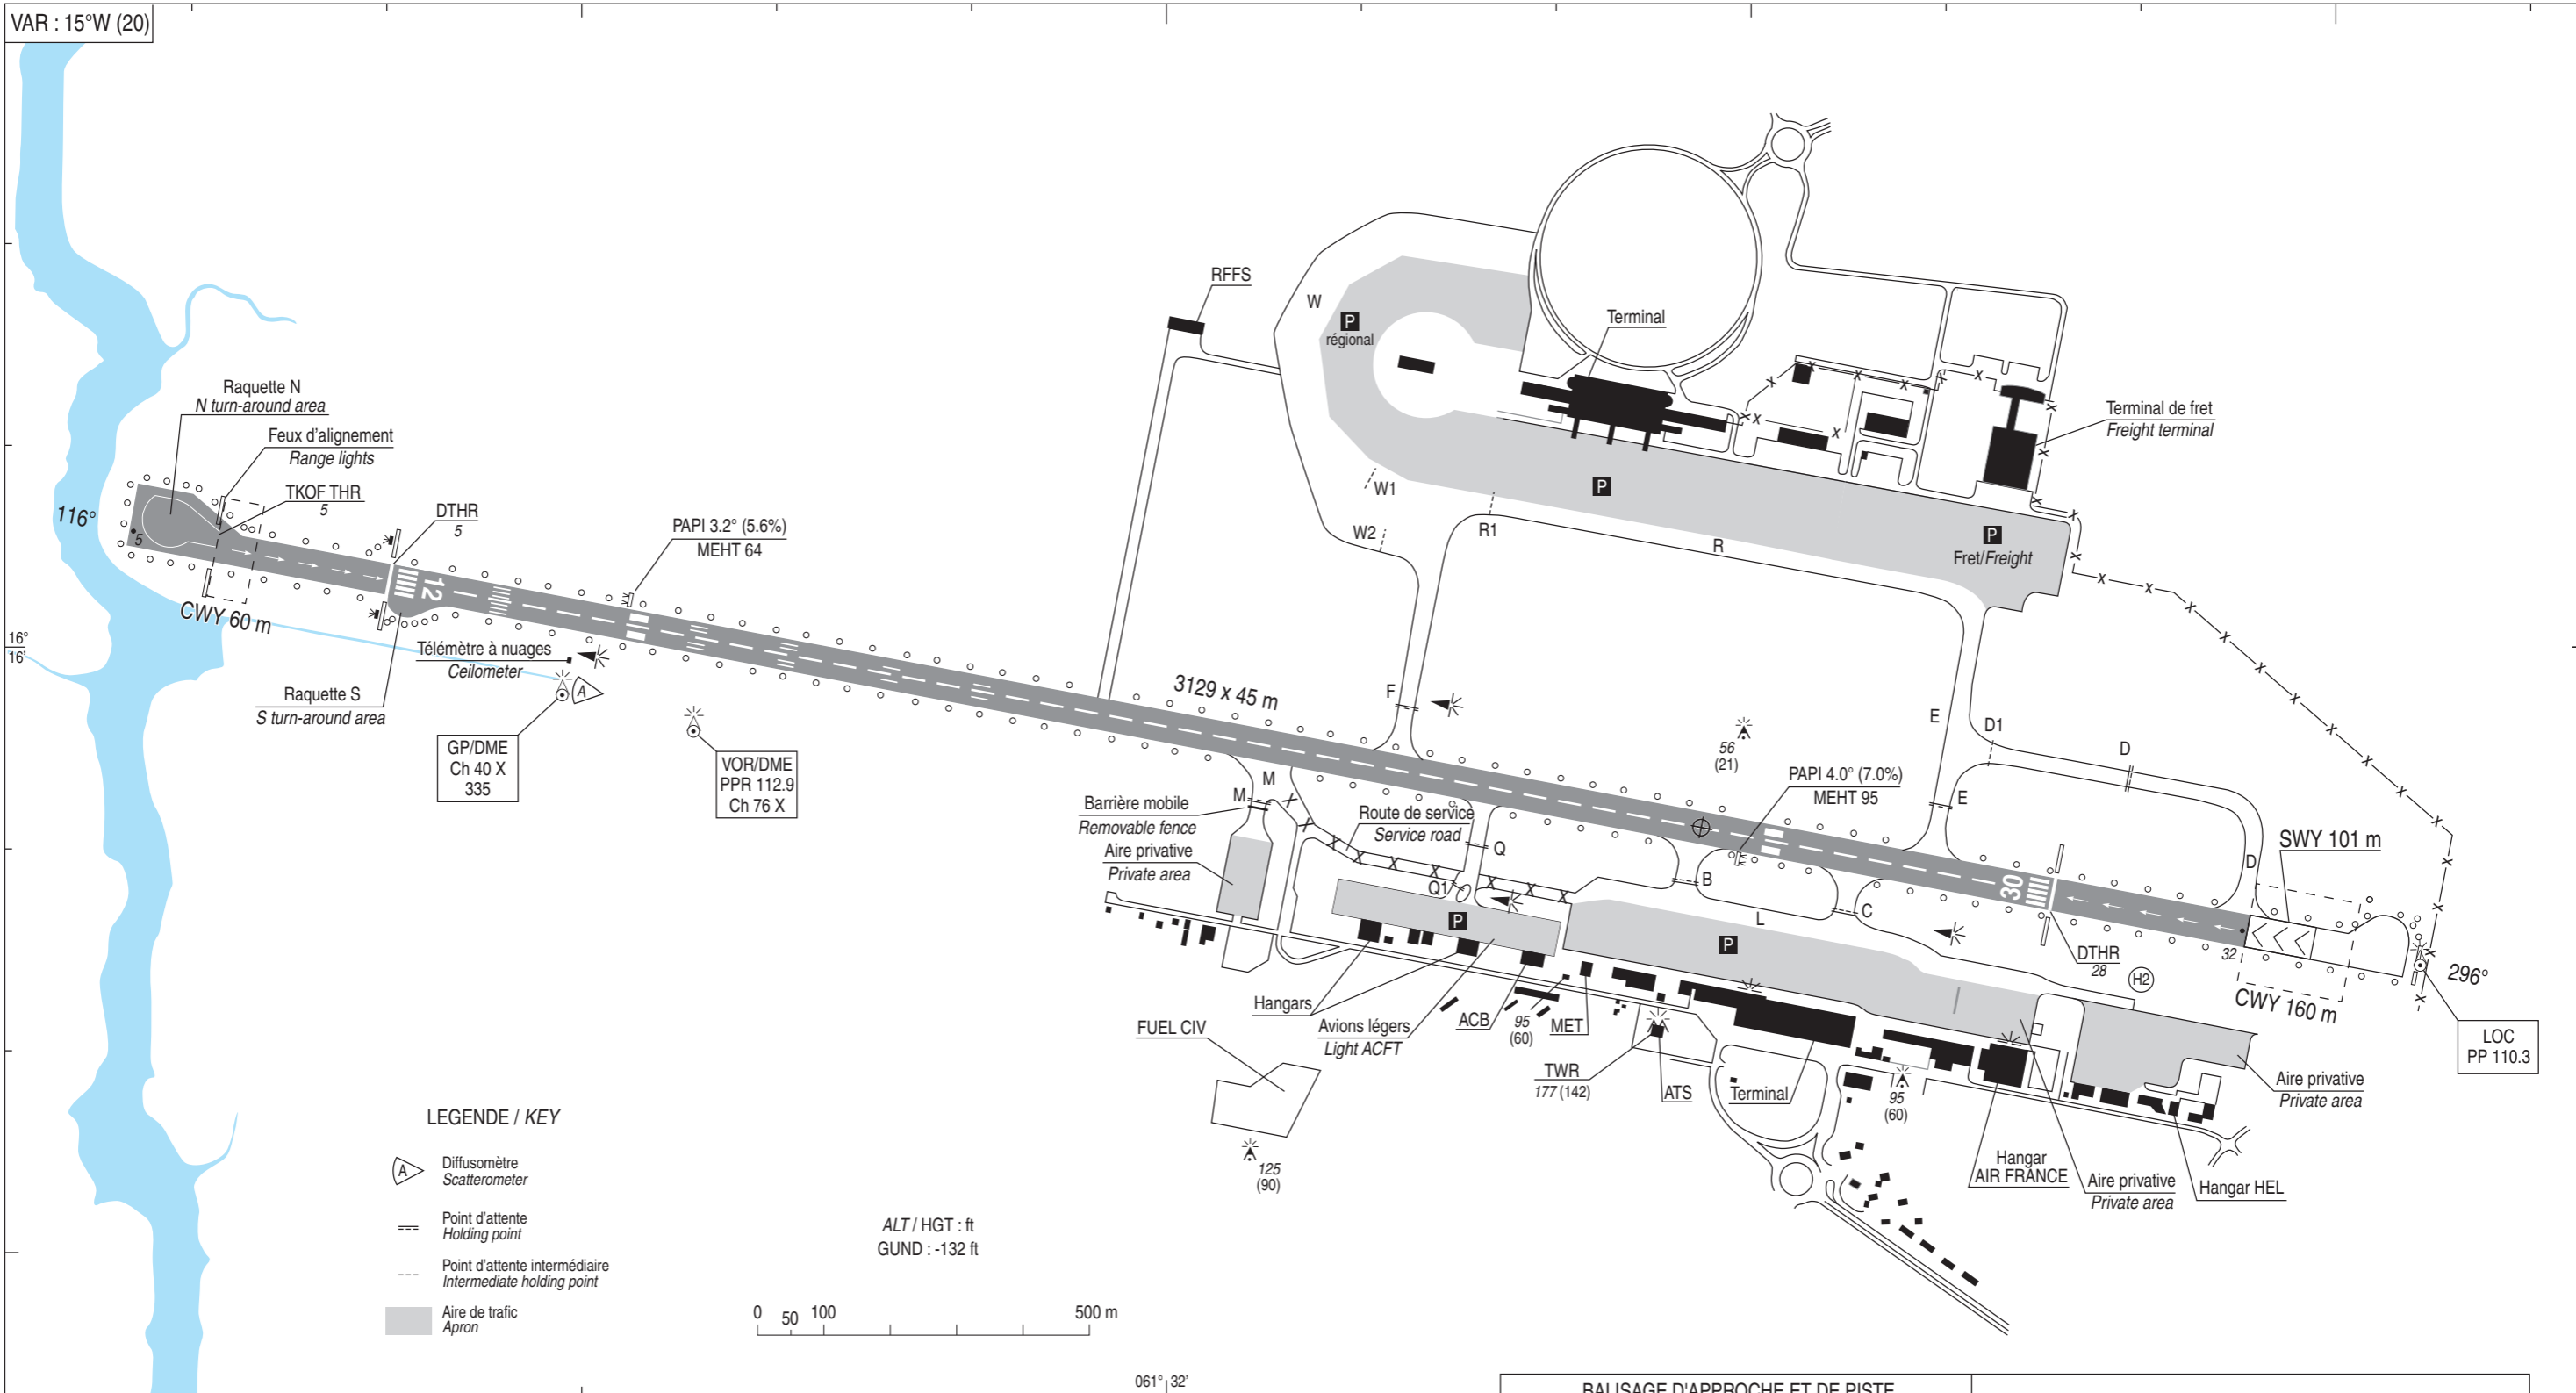 VAR : 15°W (20)
RFFS
W
P
régional
Terminal
Raquette N
N turn-around area
Feux d'alignement
Range lights
TKOF THR
5
DTHR
5
PAPI 3.2° (5.6%)
MEHT 64
116°
5
12
CWY 60 m
16°
16'
Télémètre à nuages
Ceilometer
A
Raquette S
S turn-around area
GP/DME
Ch 40 X
335
VOR/DME
PPR 112.9
Ch 76 X
3129 x 45 m
W1
W2
R1
R
P
P
Fret/Freight
Terminal de fret
Freight terminal
F
E
D1
D
56
(21)
PAPI 4.0° (7.0%)
MEHT 95
E
D
SWY 101 m
M
M
Barrière mobile
Removable fence
Aire privative
Private area
Route de service
Service road
Q
Q1
B
C
L
P
P
30
DTHR
28
H2
32
CWY 160 m
296°
LOC
PP 110.3
Hangars
Avions légers
Light ACFT
ACB
95
(60)
MET
FUEL CIV
TWR
177 (142)
ATS
Terminal
95
(60)
125
(90)
Hangar
AIR FRANCE
Aire privative
Private area
Hangar HEL
Aire privative
Private area
LEGENDE / KEY
A
Diffusomètre
Scatterometer
Point d'attente
Holding point
Point d'attente intermédiaire
Intermediate holding point
Aire de trafic
Apron
ALT / HGT : ft
GUND : -132 ft
0 50 100 500 m
061° 32'
BALISAGE D'APPROCHE ET DE PISTE